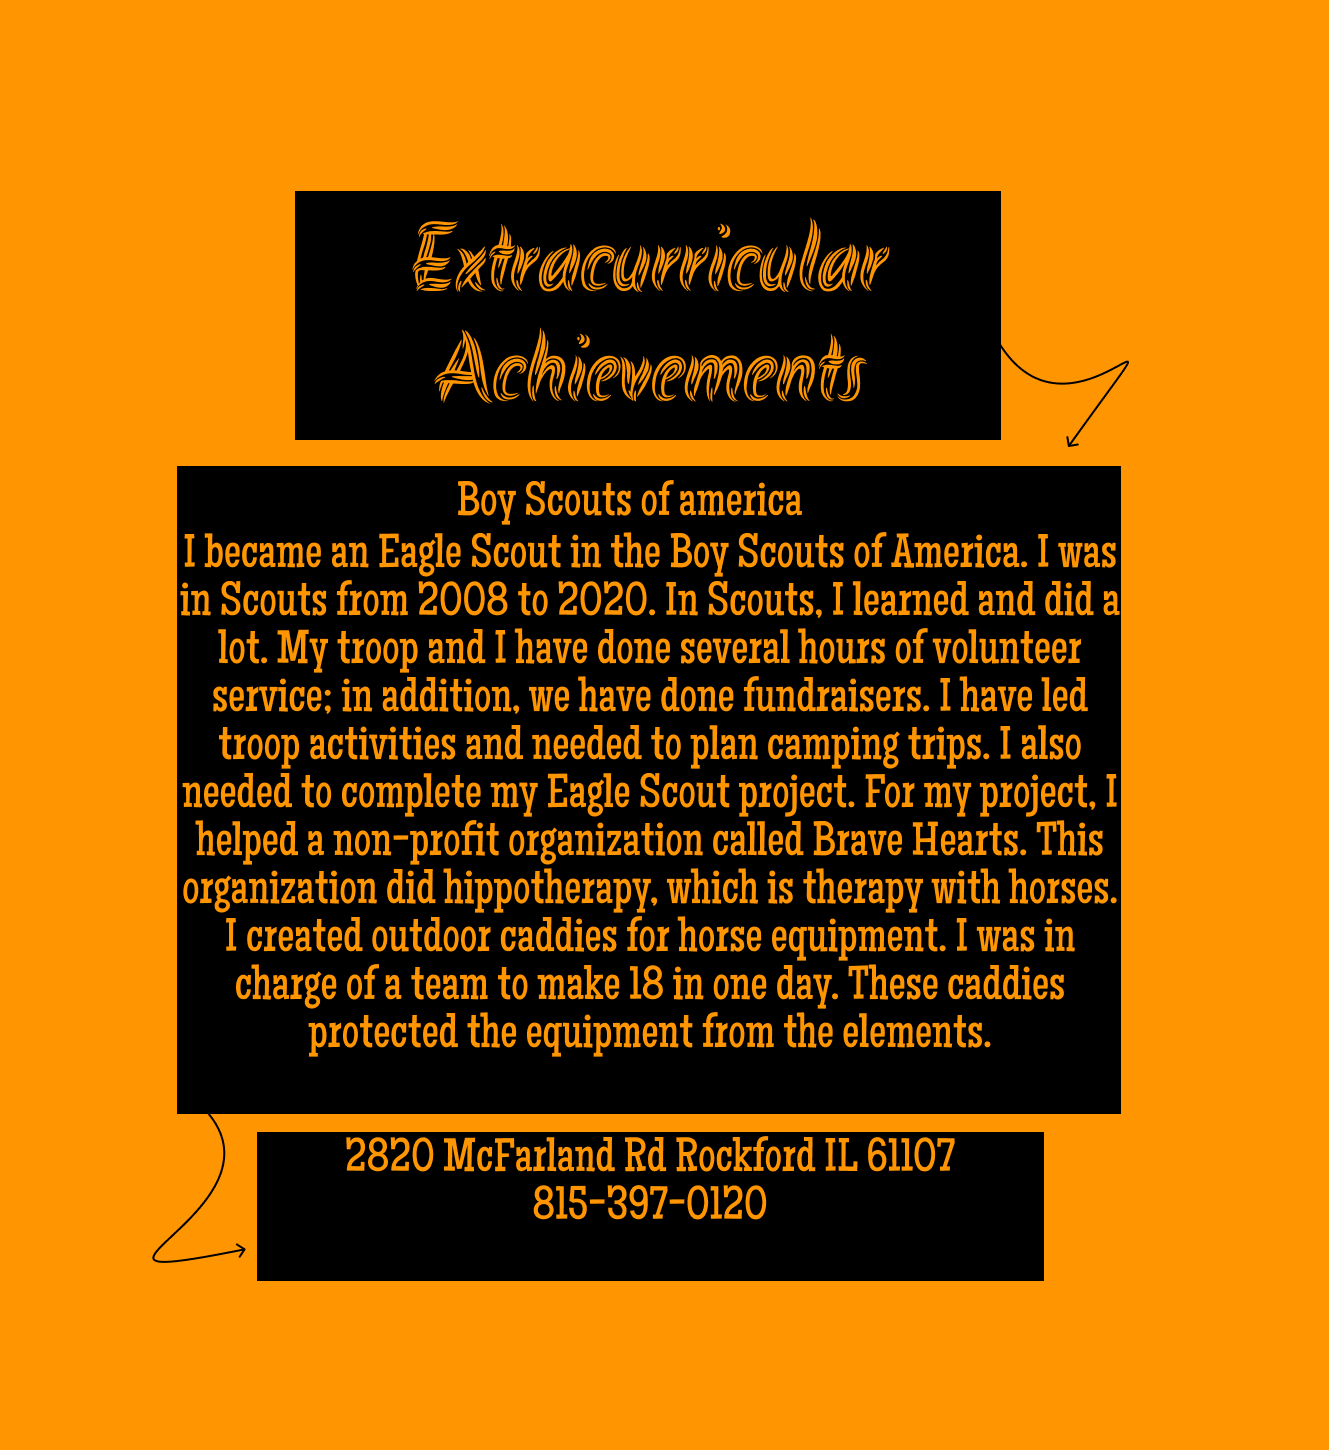 Extracurricular
Achievements
Boy Scouts of america
I became an Eagle Scout in the Boy Scouts of America. I was
in Scouts from 2008 to 2020. In Scouts, I learned and did a
lot. My troop and I have done several hours of volunteer
service; in addition, we have done fundraisers. I have led
troop activities and needed to plan camping trips. I also
needed to complete my Eagle Scout project. For my project, I
helped a non-profit organization called Brave Hearts. This
organization did hippotherapy, which is therapy with horses.
I created outdoor caddies for horse equipment. I was in
charge of a team to make 18 in one day. These caddies
protected the equipment from the elements.
2820 McFarland Rd Rockford IL 61107
815-397-0120